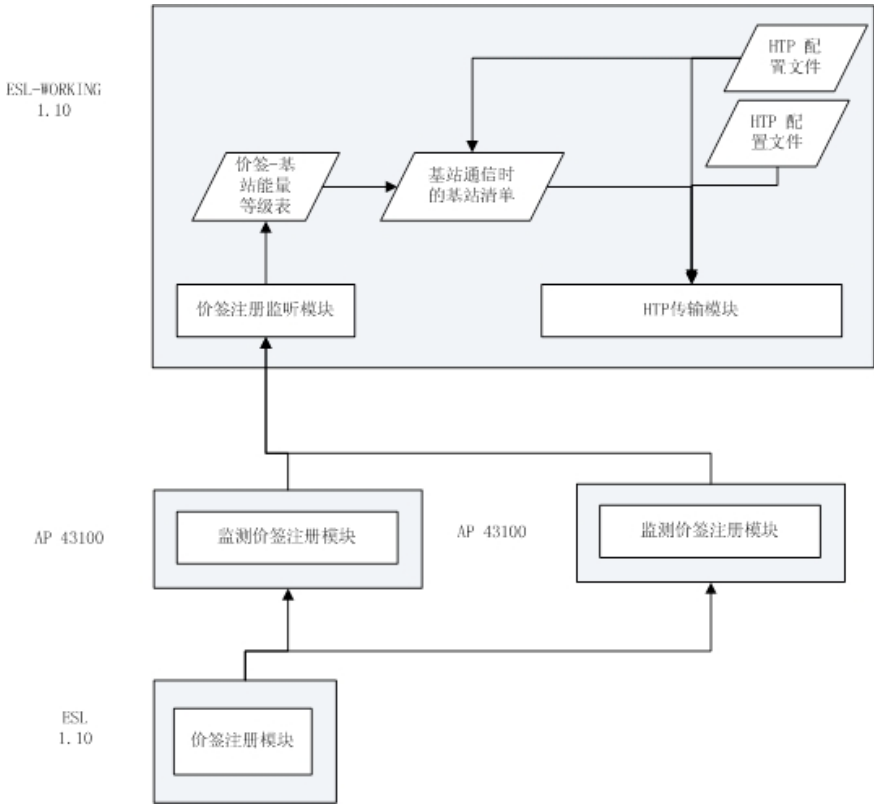 HTP 配
置文件
ESL-WORKING
1.10
HTP 配
置文件
价签-基
站能量
等级表
基站通信时
的基站清单
价签注册监听模块
HTP传输模块
AP 43100
监测价签注册模块
AP 43100
监测价签注册模块
ESL
1.10
价签注册模块